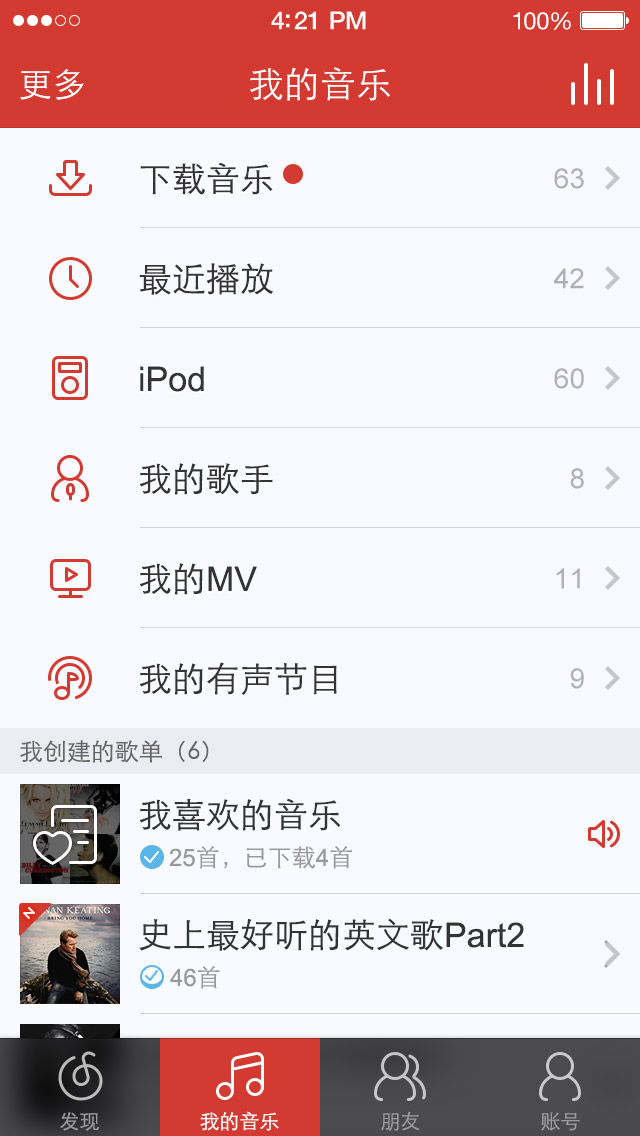 4:21 PM 100%
更多 我的音乐
下载音乐 63
最近播放 42
iPod 60
我的歌手 8
我的MV 11
我的有声节目 9
我创建的歌单（6）
我喜欢的音乐
25首，已下载4首
史上最好听的英文歌Part2
46首
NAN KEATING
BRING YOU HOME
发现 我的音乐 朋友 账号